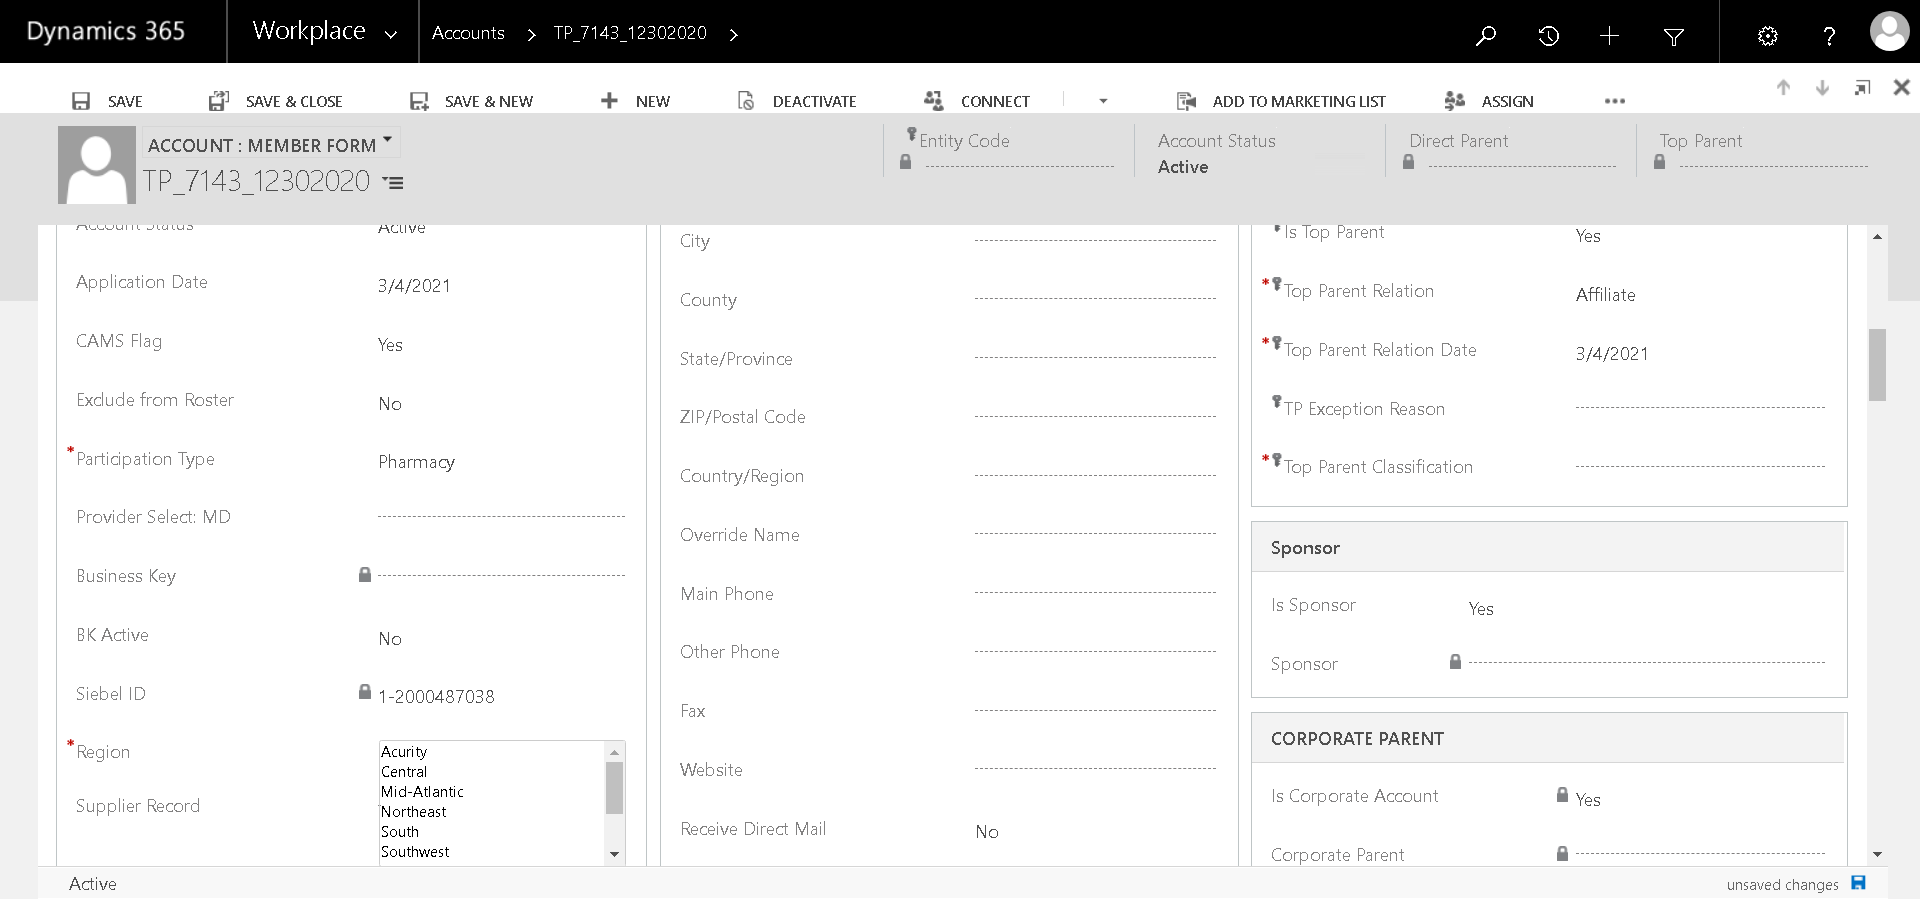 Dynamics 365
Workplace
Accounts
TP_7143_12302020
SAVE
SAVE & CLOSE
SAVE & NEW
NEW
DEACTIVATE
CONNECT
ADD TO MARKETING LIST
ASSIGN
ACCOUNT : MEMBER FORM
TP_7143_12302020
Entity Code
Account Status
Active
Direct Parent
Top Parent
Account Status Active
Application Date 3/4/2021
CAMS Flag Yes
Exclude from Roster No
*Participation Type Pharmacy
Provider Select: MD
Business Key
BK Active No
Siebel ID 1-2000487038
*Region
Acurity
Central
Mid-Atlantic
Northeast
South
Southwest
Supplier Record
City
County
State/Province
ZIP/Postal Code
Country/Region
Override Name
Main Phone
Other Phone
Fax
Website
Receive Direct Mail No
Is Top Parent Yes
*Top Parent Relation Affiliate
*Top Parent Relation Date 3/4/2021
TP Exception Reason
*Top Parent Classification
Sponsor
Is Sponsor Yes
Sponsor
CORPORATE PARENT
Is Corporate Account Yes
Corporate Parent
Active
unsaved changes